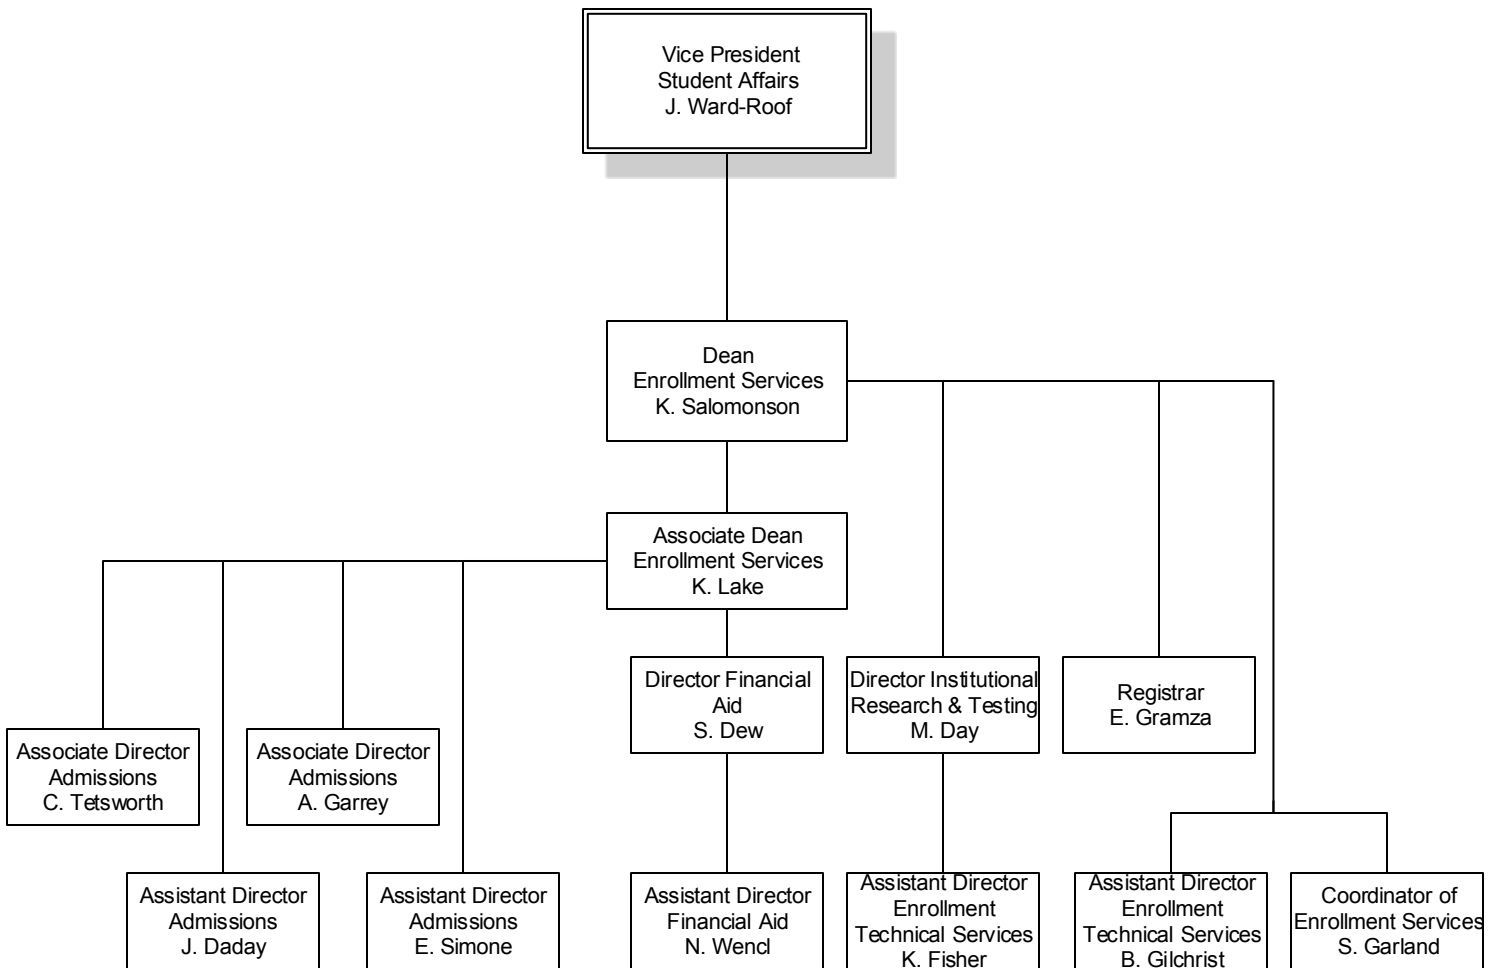 Vice President
Student Affairs
J. Ward-Roof
Dean
Enrollment Services
K. Salomonson
Associate Dean
Enrollment Services
K. Lake
Director Financial
Aid
S. Dew
Director Institutional
Research & Testing
M. Day
Registrar
E. Gramza
Associate Director
Admissions
C. Tetsworth
Associate Director
Admissions
A. Garrey
Assistant Director
Admissions
J. Daday
Assistant Director
Admissions
E. Simone
Assistant Director
Financial Aid
N. Wencl
Assistant Director
Enrollment
Technical Services
K. Fisher
Assistant Director
Enrollment
Technical Services
B. Gilchrist
Coordinator of
Enrollment Services
S. Garland